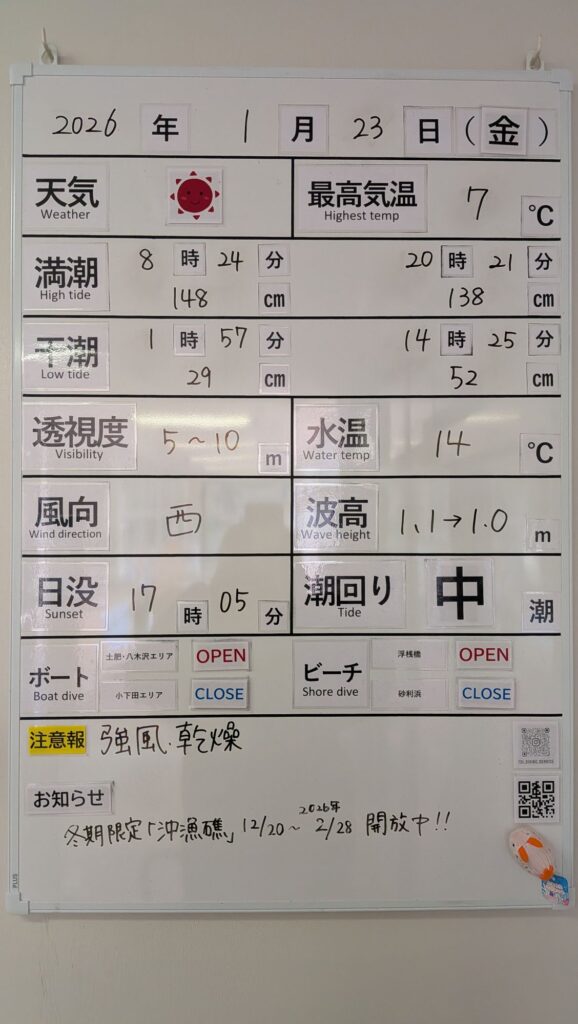 2026 年 1 月 23 日 (金)
天気 Weather
最高気温 Highest temp 7 ℃
満潮 High tide 8 時 24 分 148 cm 20 時 21 分 138 cm
干潮 Low tide 1 時 57 分 29 cm 14 時 25 分 52 cm
透視度 Visibility 5〜10 m
水温 Water temp 14 ℃
風向 Wind direction 西
波高 Wave height 1.1→1.0 m
日没 Sunset 17 時 05 分
潮回り Tide 中 潮
ボート Boat dive
土肥・八木沢エリア OPEN
小下田エリア CLOSE
ビーチ Shore dive
浮桟橋 OPEN
砂利浜 CLOSE
注意報 強風.乾燥
お知らせ
冬期限定「沖漁礁」12/20〜2026年2/28 開放中!!
PLUS